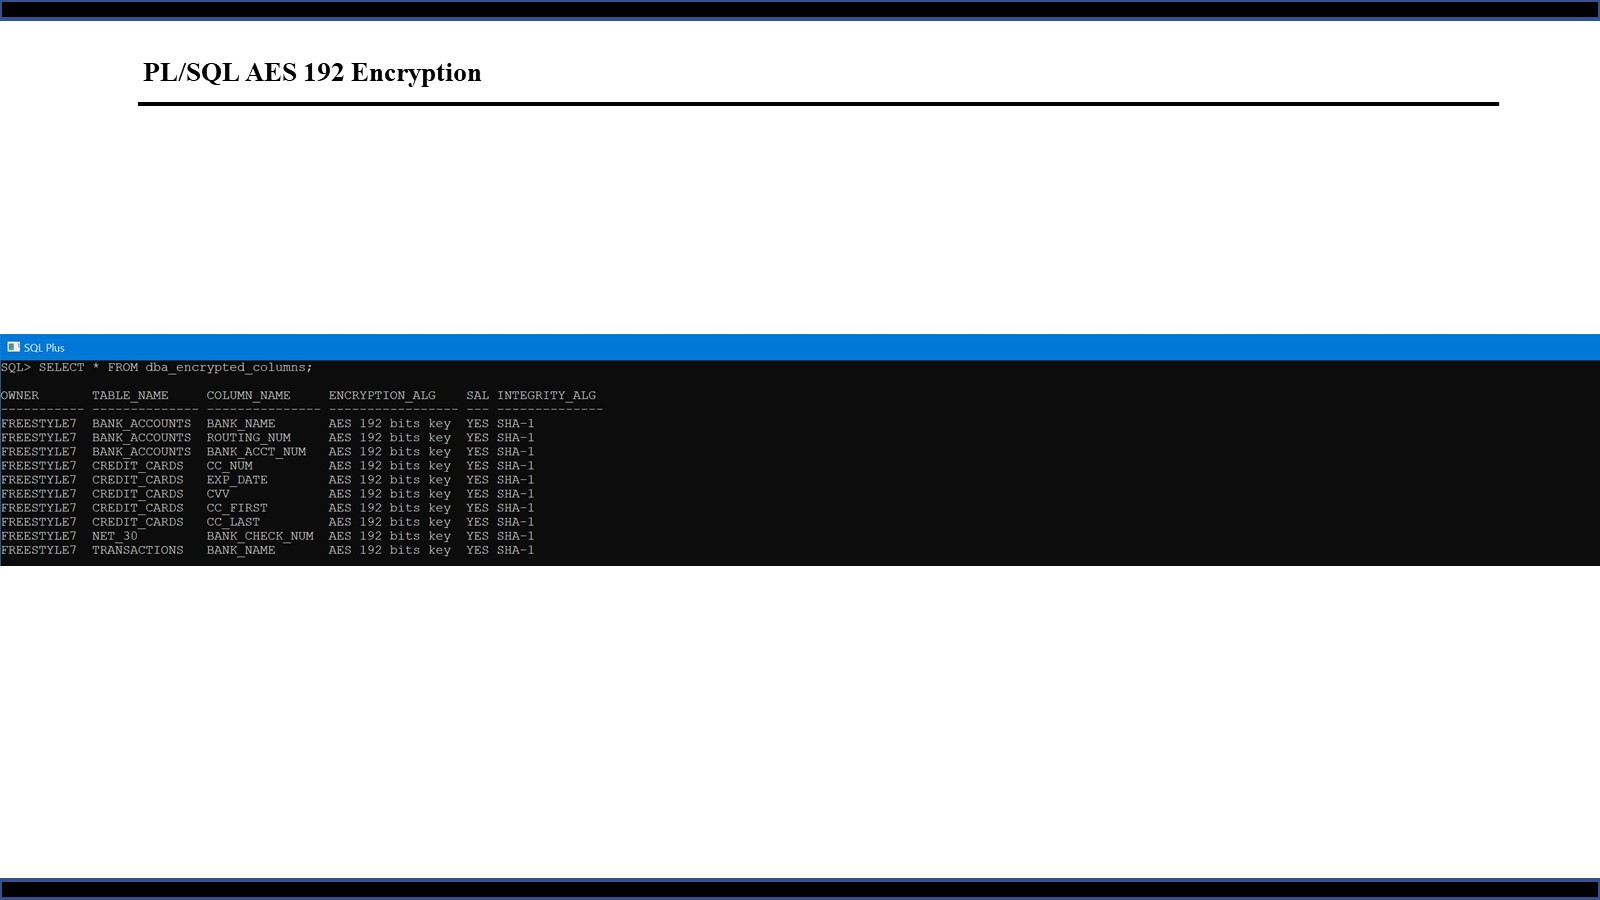 PL/SQL AES 192 Encryption
SQL Plus
SQL> SELECT * FROM dba_encrypted_columns;
OWNER       TABLE_NAME     COLUMN_NAME     ENCRYPTION_ALG    SAL INTEGRITY_ALG
----------- -------------- --------------- ----------------- --- --------------
FREESTYLE7  BANK_ACCOUNTS  BANK_NAME       AES 192 bits key  YES SHA-1
FREESTYLE7  BANK_ACCOUNTS  ROUTING_NUM     AES 192 bits key  YES SHA-1
FREESTYLE7  BANK_ACCOUNTS  BANK_ACCT_NUM   AES 192 bits key  YES SHA-1
FREESTYLE7  CREDIT_CARDS   CC_NUM          AES 192 bits key  YES SHA-1
FREESTYLE7  CREDIT_CARDS   EXP_DATE        AES 192 bits key  YES SHA-1
FREESTYLE7  CREDIT_CARDS   CVV             AES 192 bits key  YES SHA-1
FREESTYLE7  CREDIT_CARDS   CC_FIRST        AES 192 bits key  YES SHA-1
FREESTYLE7  CREDIT_CARDS   CC_LAST         AES 192 bits key  YES SHA-1
FREESTYLE7  NET_30         BANK_CHECK_NUM  AES 192 bits key  YES SHA-1
FREESTYLE7  TRANSACTIONS   BANK_NAME       AES 192 bits key  YES SHA-1